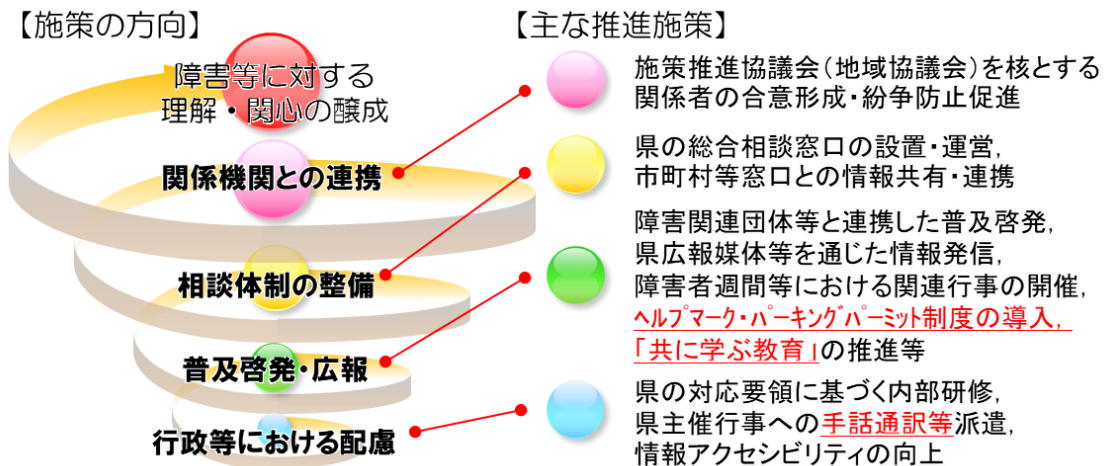 【施策の方向】
障害等に対する
理解・関心の醸成
関係機関との連携
相談体制の整備
普及啓発・広報
行政等における配慮
【主な推進施策】
施策推進協議会(地域協議会)を核とする
関係者の合意形成・紛争防止促進
県の総合相談窓口の設置・運営,
市町村等窓口との情報共有・連携
障害関連団体等と連携した普及啓発,
県広報媒体等を通じた情報発信,
障害者週間等における関連行事の開催,
ﾍﾙﾌﾟﾏｰｸ・ﾊﾟｰｷﾝｸﾞﾊﾟｰﾐｯﾄ制度の導入,
「共に学ぶ教育」の推進等
県の対応要領に基づく内部研修,
県主催行事への手話通訳等派遣,
情報アクセシビリティの向上